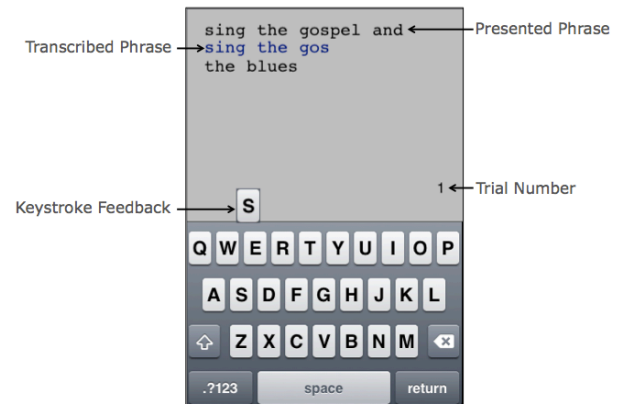 sing the gospel and
Presented Phrase
Transcribed Phrase
sing the gos
the blues
1
Trial Number
Keystroke Feedback
S
Q W E R T Y U I O P
A S D F G H J K L
Z X C V B N M
.?123 space return